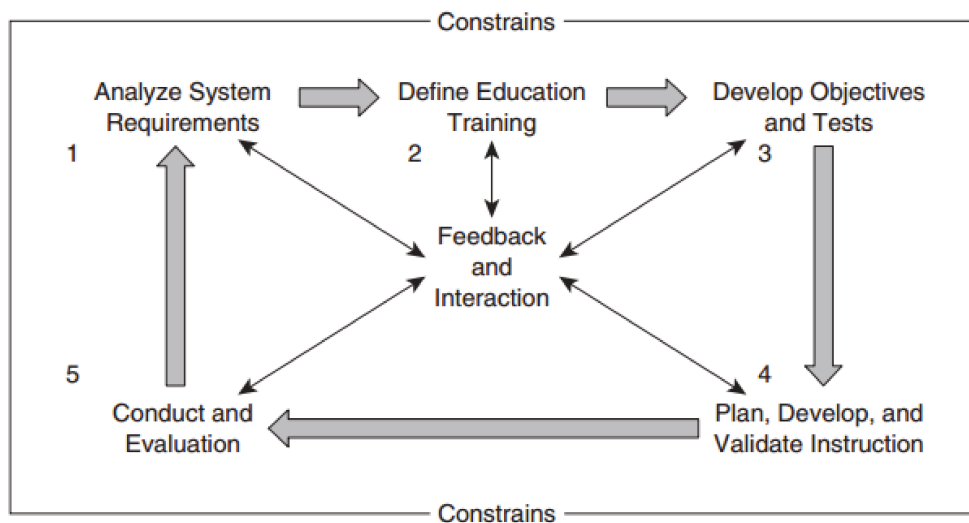 Constrains
Analyze System
Requirements
1
Define Education
Training
2
Develop Objectives
and Tests
3
Feedback
and
Interaction
5
Conduct and
Evaluation
4
Plan, Develop, and
Validate Instruction
Constrains